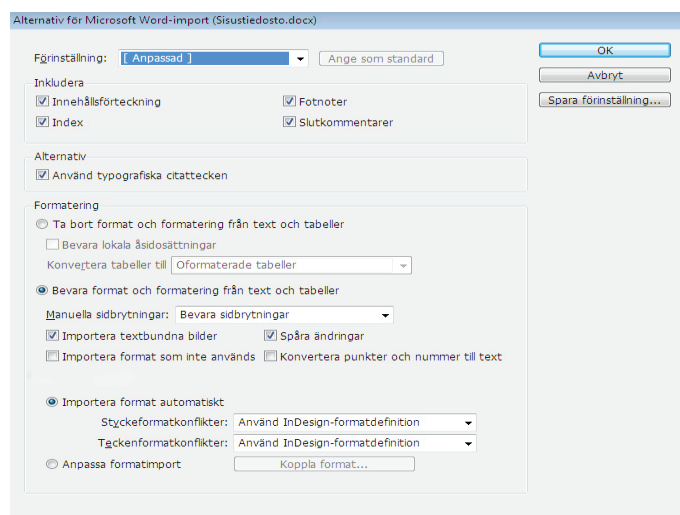 Alternativ för Microsoft Word-import (Sisustiedosto.docx)
Förinställning: [ Anpassad ] Ange som standard
OK
Avbryt
Spara förinställning...
Inkludera
Innehållsförteckning Fotnoter
Index Slutkommentarer
Alternativ
Använd typografiska citattecken
Formatering
Ta bort format och formatering från text och tabeller
Bevara lokala åsidosättningar
Konvertera tabeller till Oformaterade tabeller
Bevara format och formatering från text och tabeller
Manuella sidbrytningar: Bevara sidbrytningar
Importera textbundna bilder Spåra ändringar
Importera format som inte används Konvertera punkter och nummer till text
Importera format automatiskt
Styckeformatkonflikter: Använd InDesign-formatdefinition
Teckenformatkonflikter: Använd InDesign-formatdefinition
Anpassa formatimport Koppla format...